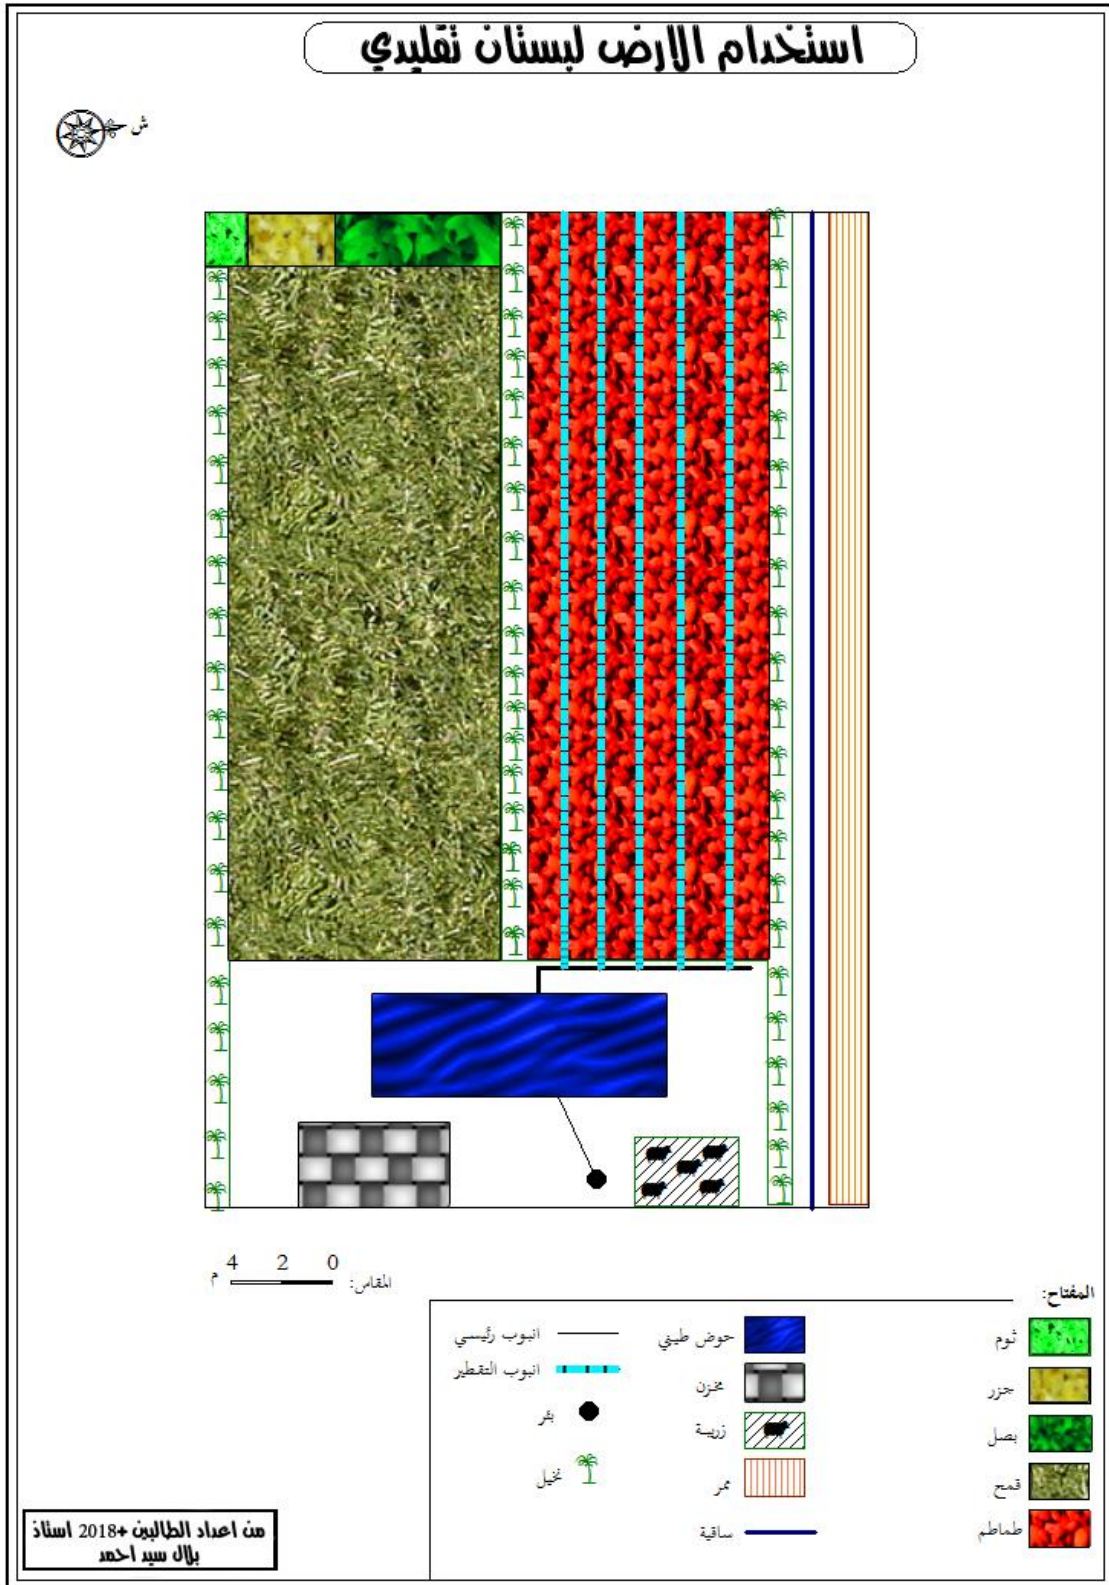 استخدام الارض لبستان تقليدي
ش
المقاس: 0 2 4 م
المفتاح:
ثوم
جزر
بصل
قمح
طماطم
حوض طيني
مخزن
زريبة
ممر
ساقية
انبوب رئيسي
انبوب التقطير
بئر
نخيل
من اعداد الطالبين +2018 استاذ
بلال سيد احمد